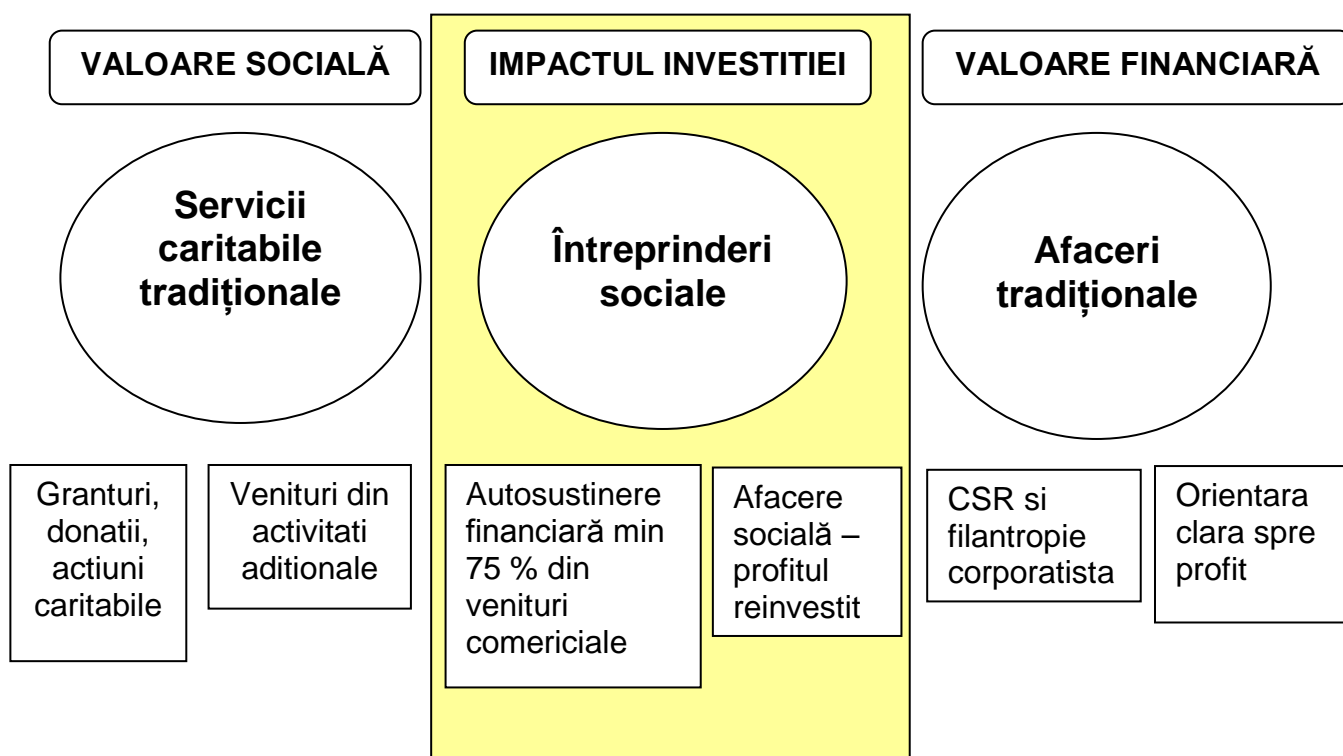 VALOARE SOCIALĂ
IMPACTUL INVESTITIEI
VALOARE FINANCIARĂ
Servicii
caritabile
tradiționale
Întreprinderi
sociale
Afaceri
tradiționale
Granturi,
donatii,
actiuni
caritabile
Venituri din
activitati
aditionale
Autosustinere
financiară min
75 % din
venituri
comericiale
Afacere
socială –
profitul
reinvestit
CSR si
filantropie
corporatista
Orientara
clara spre
profit